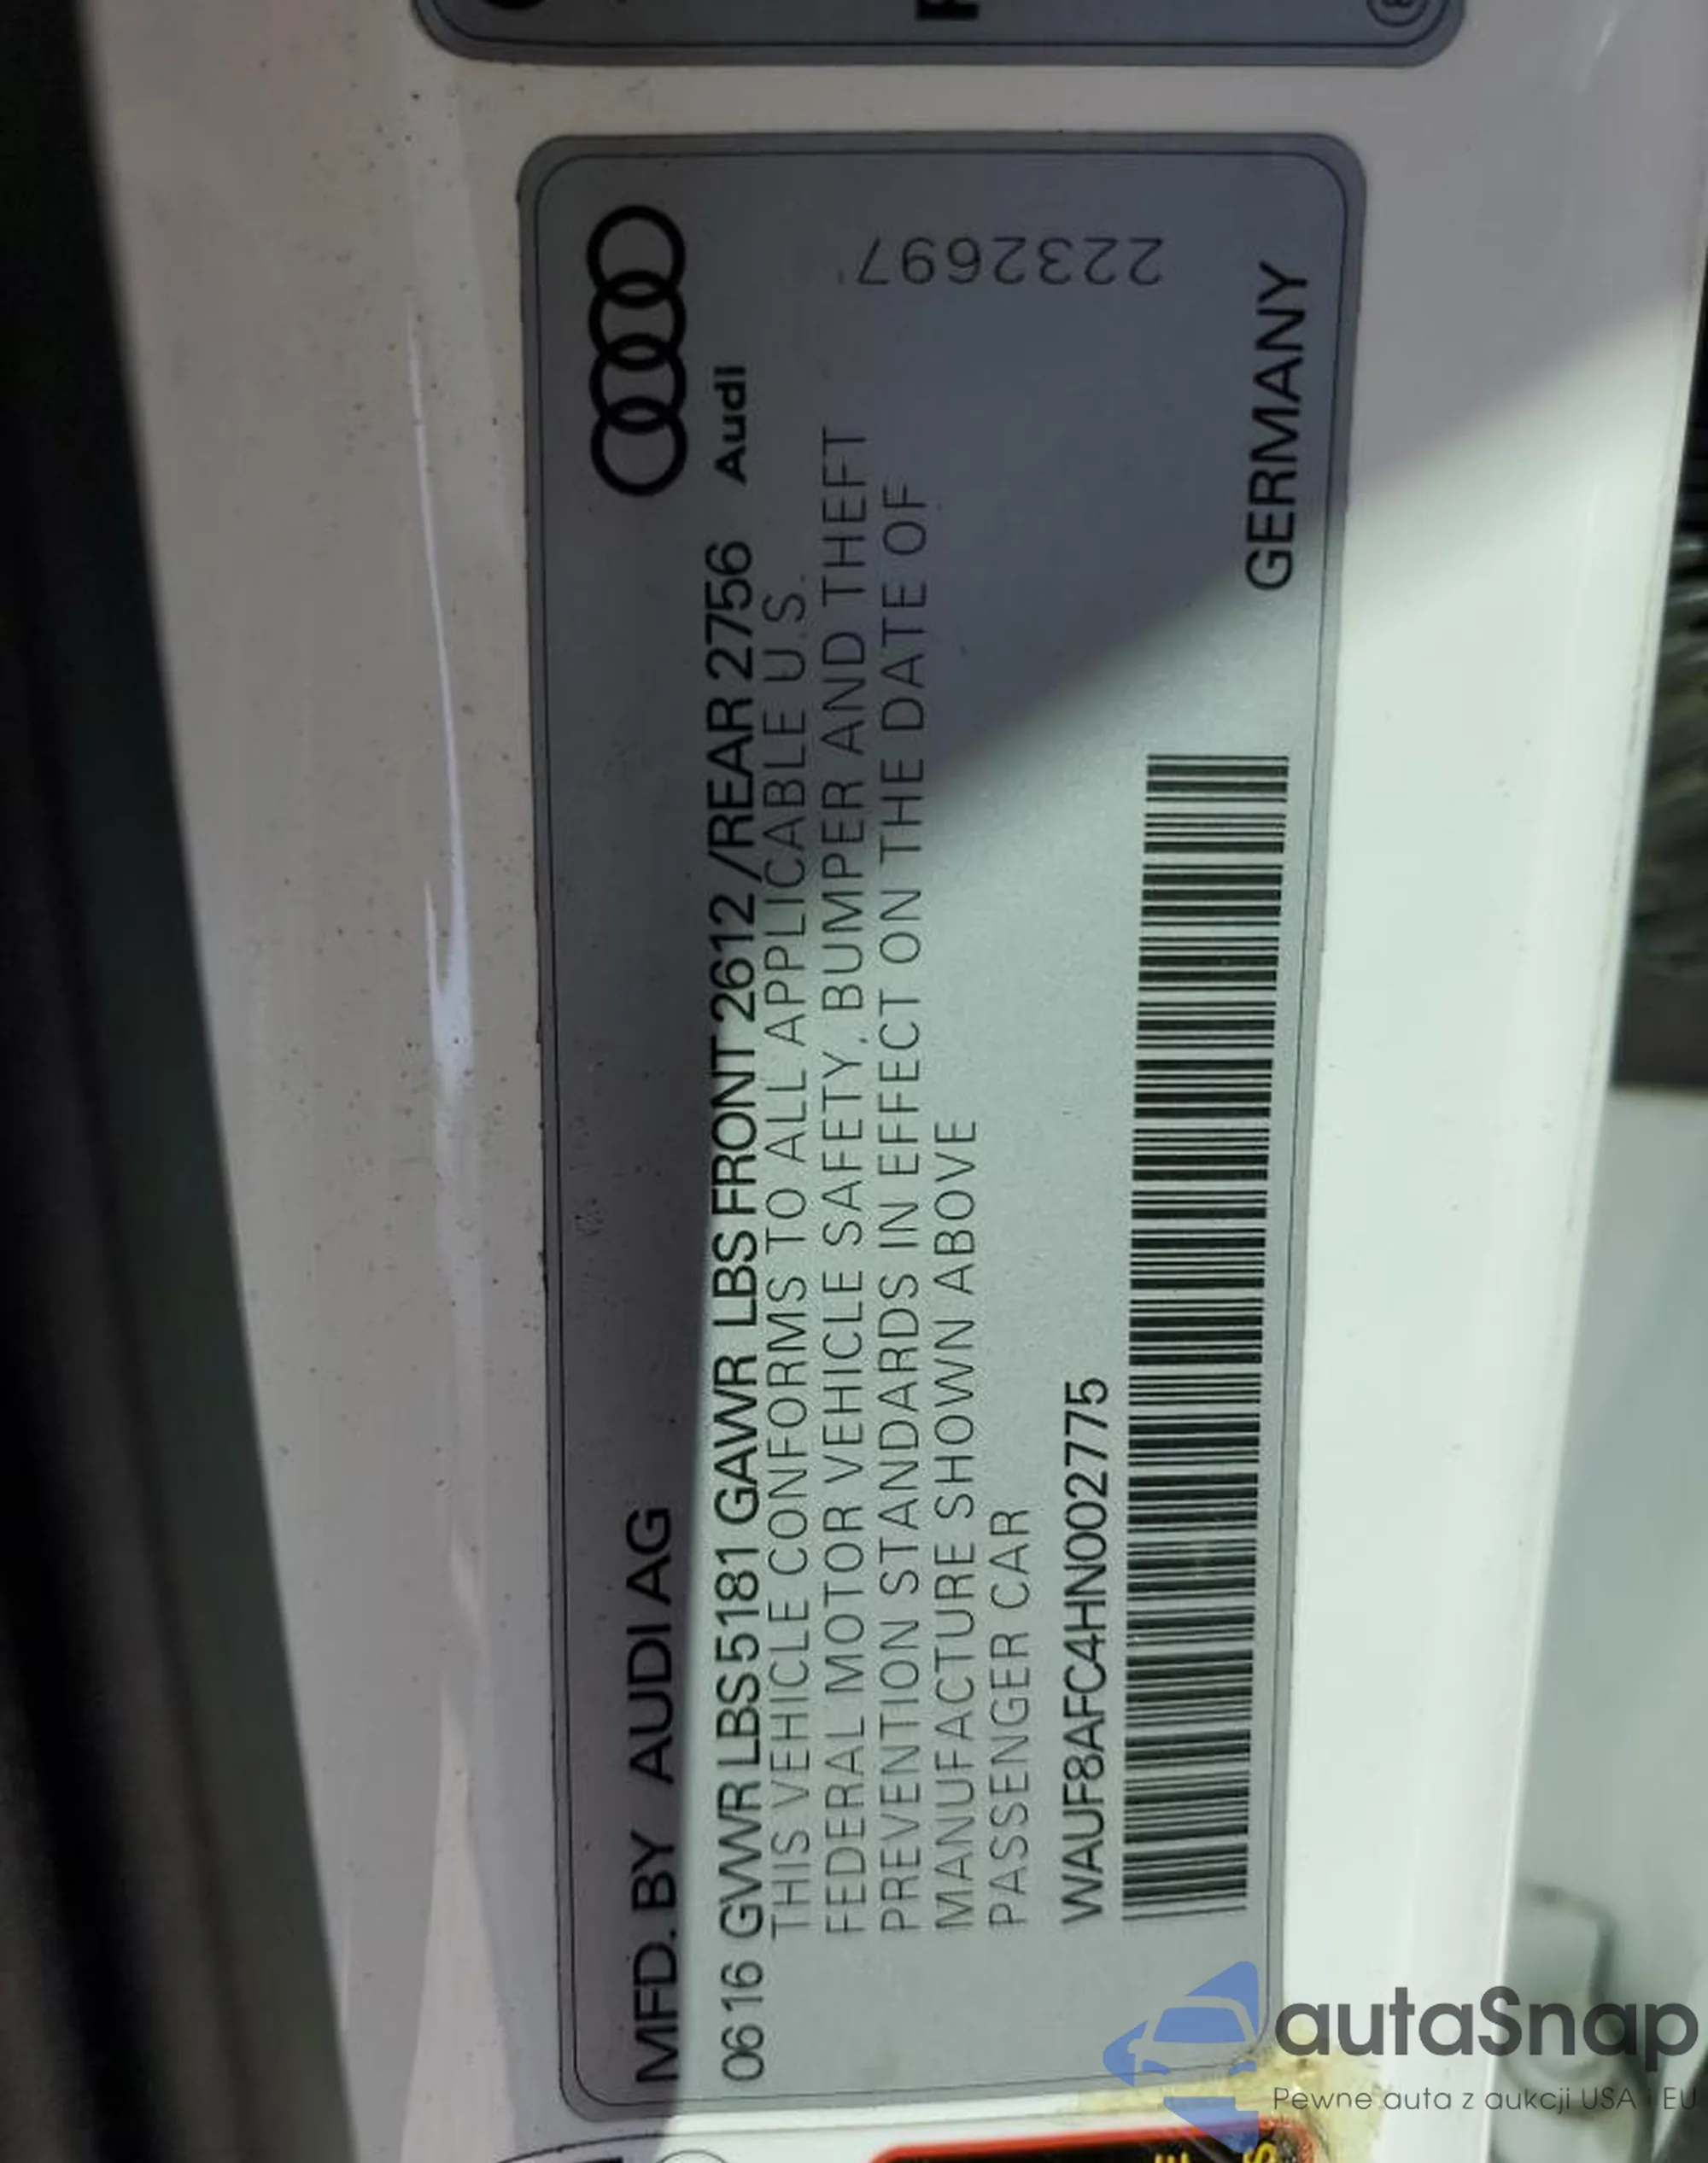 MFD. BY AUDI AG
Audi
0616 GVWR LBS 5181 GAWR LBS FRONT 2612 / REAR 2756
THIS VEHICLE CONFORMS TO ALL APPLICABLE U.S.
FEDERAL MOTOR VEHICLE SAFETY, BUMPER AND THEFT
PREVENTION STANDARDS IN EFFECT ON THE DATE OF
MANUFACTURE SHOWN ABOVE
PASSENGER CAR
2232697
WAUF8AFC4HN002775
GERMANY
autaSnap
Pewne auta z aukcji USA i EU